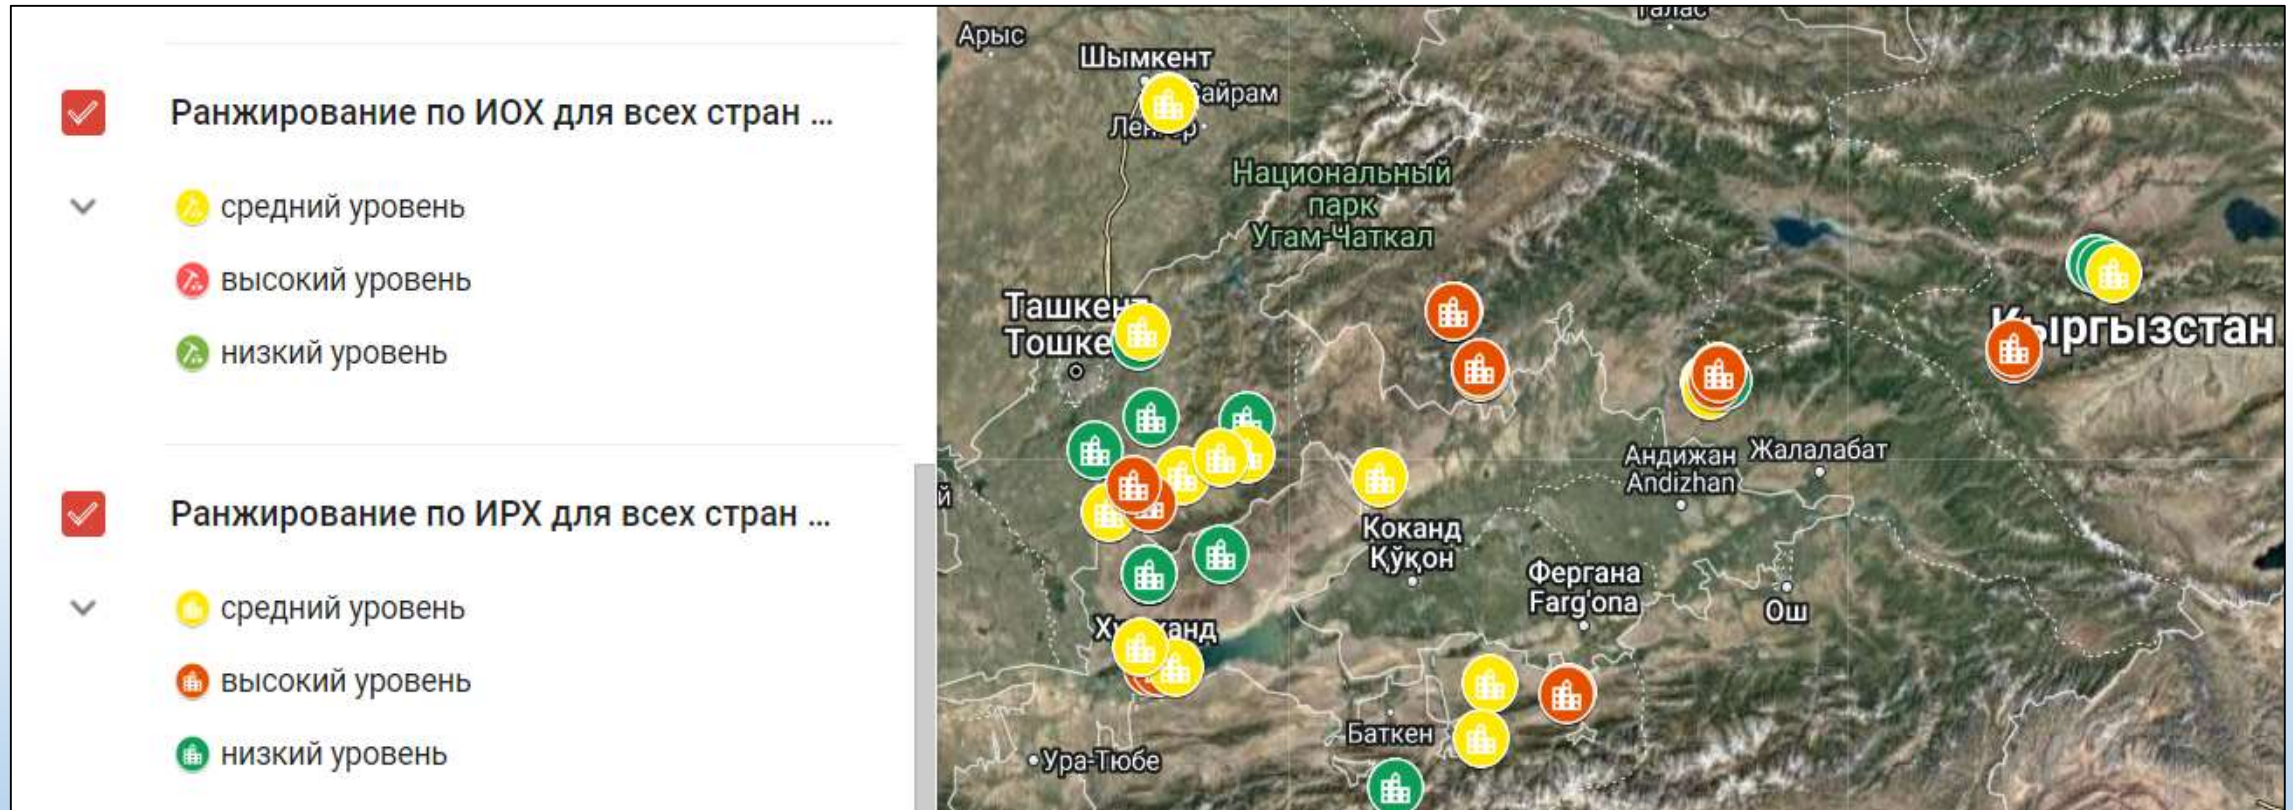 Ранжирование по ИОХ для всех стран ...
средний уровень
высокий уровень
низкий уровень
Ранжирование по ИРХ для всех стран ...
средний уровень
высокий уровень
низкий уровень
Талас
Арыс
Шымкент
Сайрам
Национальный
парк
Угам-Чаткал
Ташкент
Тошке
Кыргызстан
й
Андижан
Andizhan
Жалалабат
Коканд
Қўқон
Фергана
Farg'ona
Ош
Баткен
Ура-Тюбе